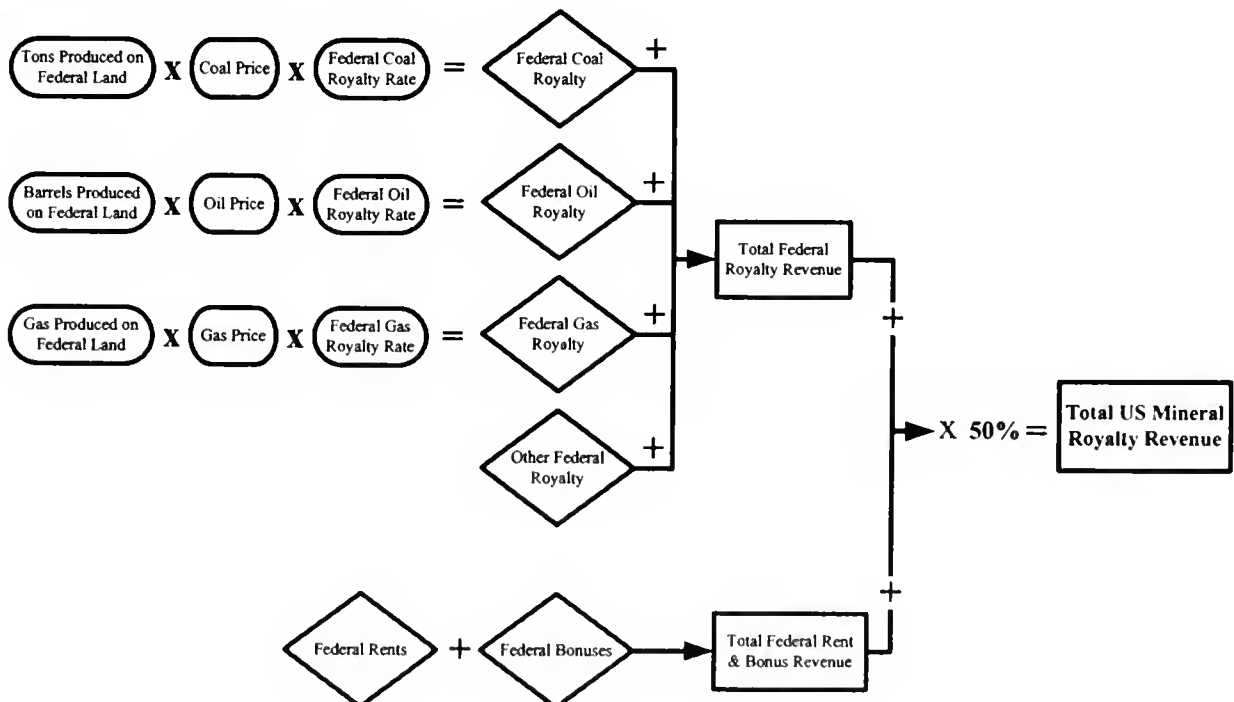 Tons Produced on
Federal Land
X
Coal Price
X
Federal Coal
Royalty Rate
=
Federal Coal
Royalty
+
Barrels Produced
on Federal Land
X
Oil Price
X
Federal Oil
Royalty Rate
=
Federal Oil
Royalty
+
Total Federal
Royalty Revenue
Gas Produced on
Federal Land
X
Gas Price
X
Federal Gas
Royalty Rate
=
Federal Gas
Royalty
+
+
Other Federal
Royalty
+
X 50% =
Total US Mineral
Royalty Revenue
Federal Rents
+
Federal Bonuses
Total Federal Rent
& Bonus Revenue
+